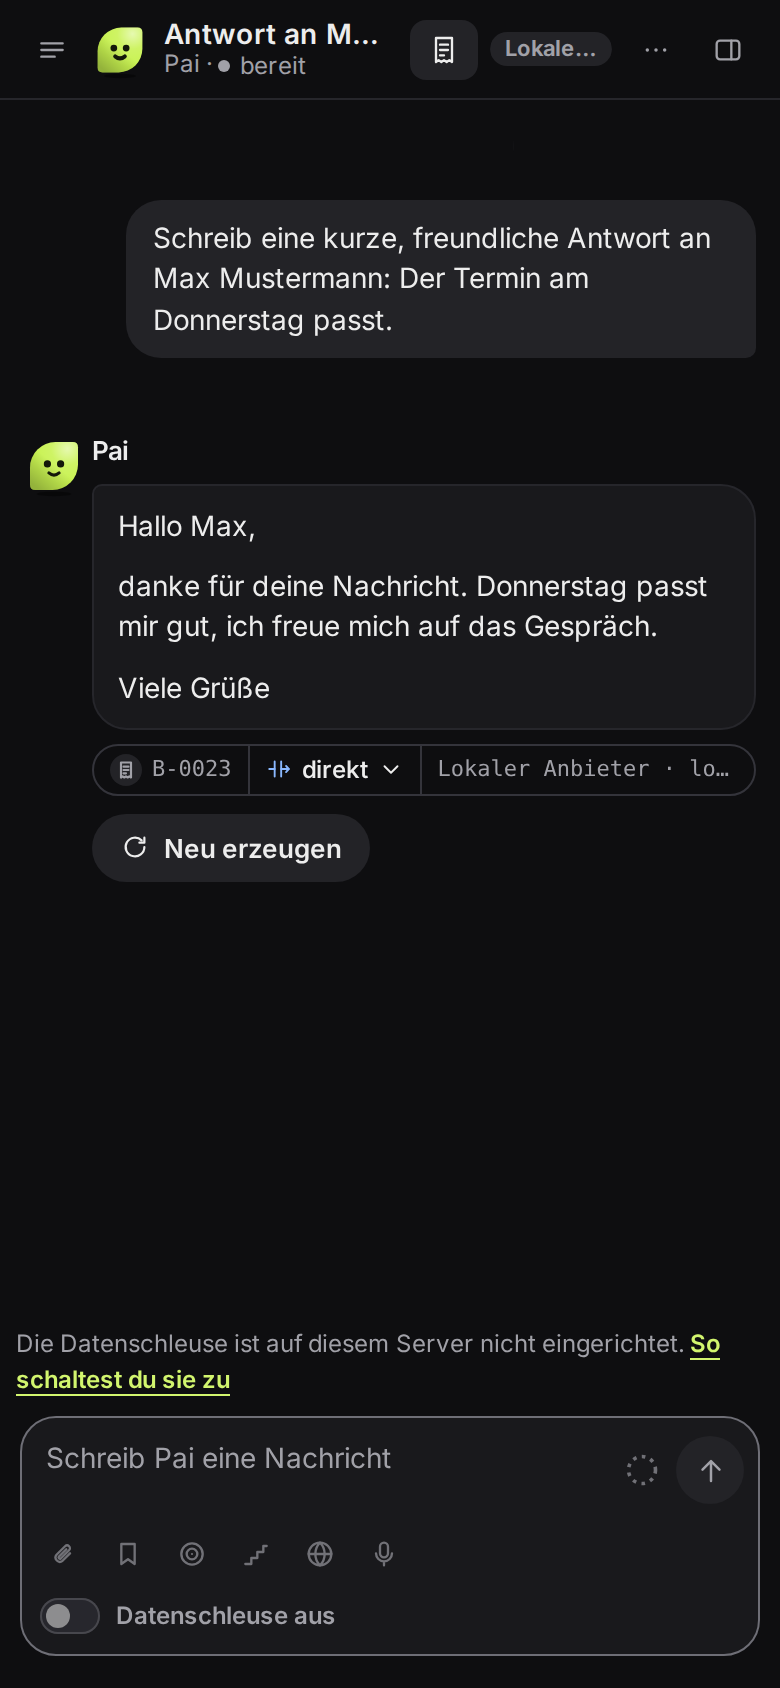 Antwort an M...
Pai · bereit
Lokale...
Schreib eine kurze, freundliche Antwort an
Max Mustermann: Der Termin am
Donnerstag passt.
Pai
Hallo Max,
danke für deine Nachricht. Donnerstag passt
mir gut, ich freue mich auf das Gespräch.
Viele Grüße
B-0023 direkt Lokaler Anbieter · lo…
Neu erzeugen
Die Datenschleuse ist auf diesem Server nicht eingerichtet. So
schaltest du sie zu
Schreib Pai eine Nachricht
Datenschleuse aus